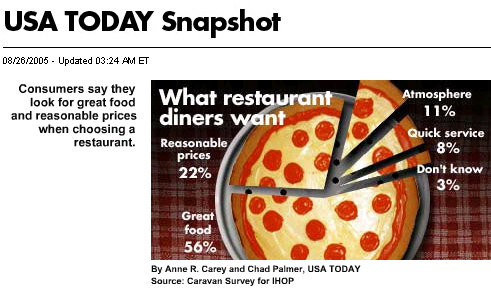 USA TODAY Snapshot
08/26/2005 - Updated 03:24 AM ET
Consumers say they
look for great food
and reasonable prices
when choosing a
restaurant.
What restaurant
diners want
Atmosphere
11%
Quick service
8%
Don't know
3%
Reasonable
prices
22%
Great
food
56%
By Anne R. Carey and Chad Palmer, USA TODAY
Source: Caravan Survey for IHOP